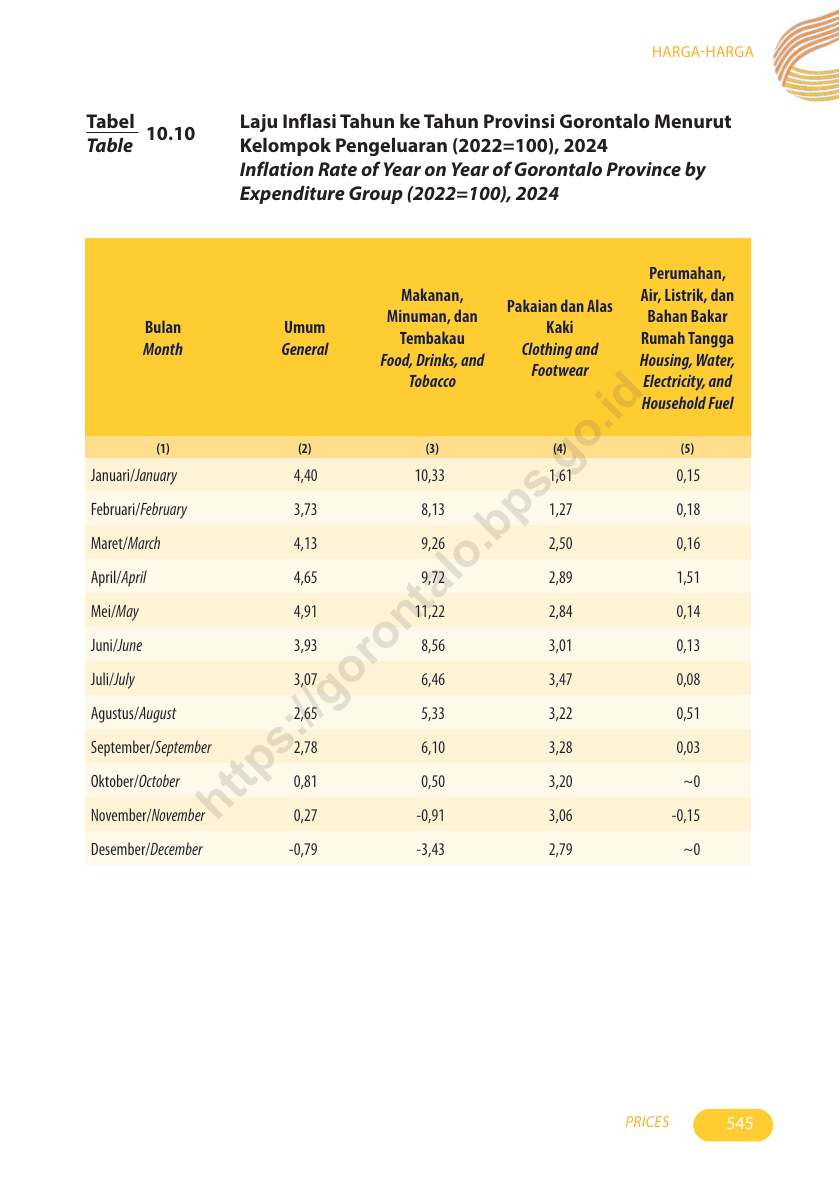 HARGA-HARGA
Tabel
Table
10.10
Laju Inflasi Tahun ke Tahun Provinsi Gorontalo Menurut
Kelompok Pengeluaran (2022=100), 2024
Inflation Rate of Year on Year of Gorontalo Province by
Expenditure Group (2022=100), 2024
Bulan
Month
Umum
General
Makanan,
Minuman, dan
Tembakau
Food, Drinks, and
Tobacco
Pakaian dan Alas
Kaki
Clothing and
Footwear
Perumahan,
Air, Listrik, dan
Bahan Bakar
Rumah Tangga
Housing, Water,
Electricity, and
Household Fuel
(1) (2) (3) (4) (5)
Januari/January 4,40 10,33 1,61 0,15
Februari/February 3,73 8,13 1,27 0,18
Maret/March 4,13 9,26 2,50 0,16
April/April 4,65 9,72 2,89 1,51
Mei/May 4,91 11,22 2,84 0,14
Juni/June 3,93 8,56 3,01 0,13
Juli/July 3,07 6,46 3,47 0,08
Agustus/August 2,65 5,33 3,22 0,51
September/September 2,78 6,10 3,28 0,03
Oktober/October 0,81 0,50 3,20 ~0
November/November 0,27 -0,91 3,06 -0,15
Desember/December -0,79 -3,43 2,79 ~0
https://gorontalo.bps.go.id
PRICES 545